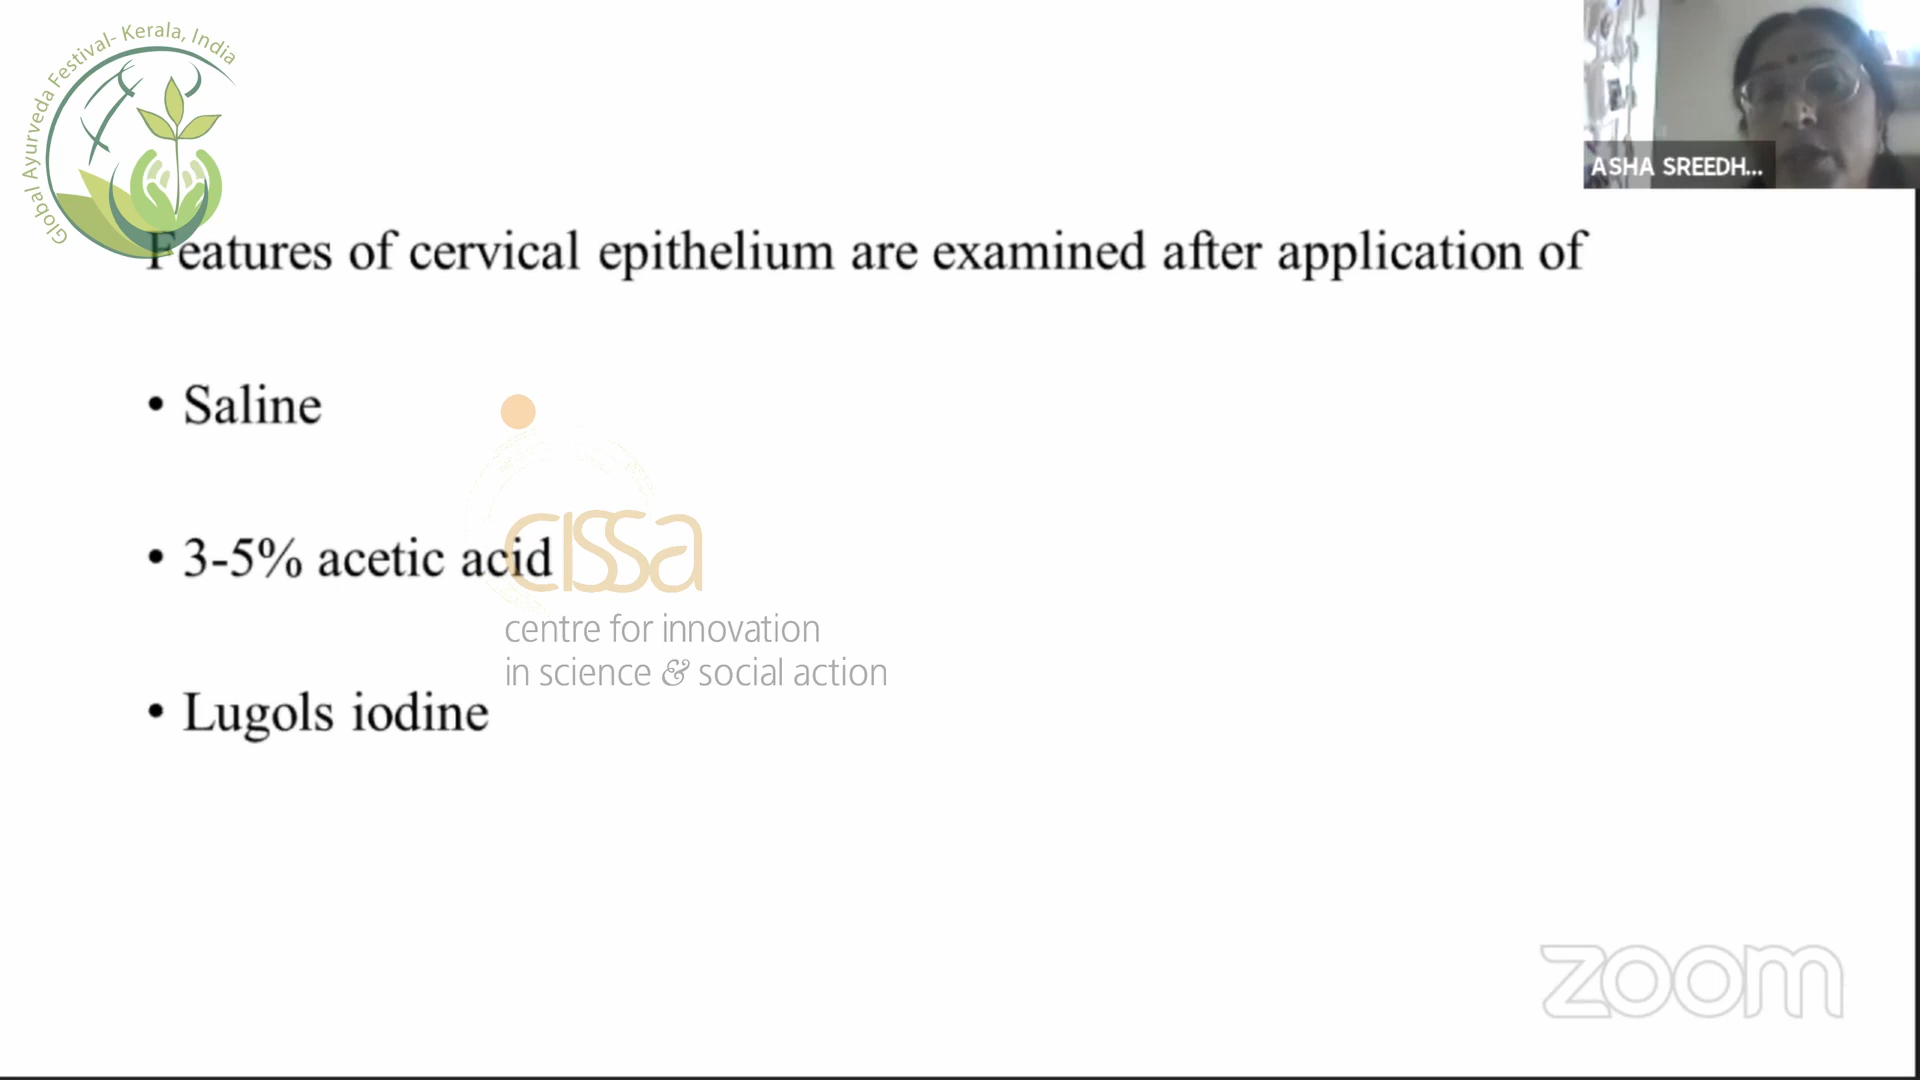 Global Ayurveda Festival- Kerala, India
ASHA SREEDH...
Features of cervical epithelium are examined after application of
• Saline
• 3-5% acetic acid
cissa
centre for innovation
in science & social action
• Lugols iodine
zoom